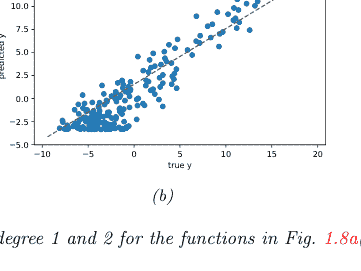 10.0
7.5
5.0
2.5
0.0
−2.5
−5.0
predicted y
−10 −5 0 5 10 15 20
true y
(b)
degree 1 and 2 for the functions in Fig. 1.8a